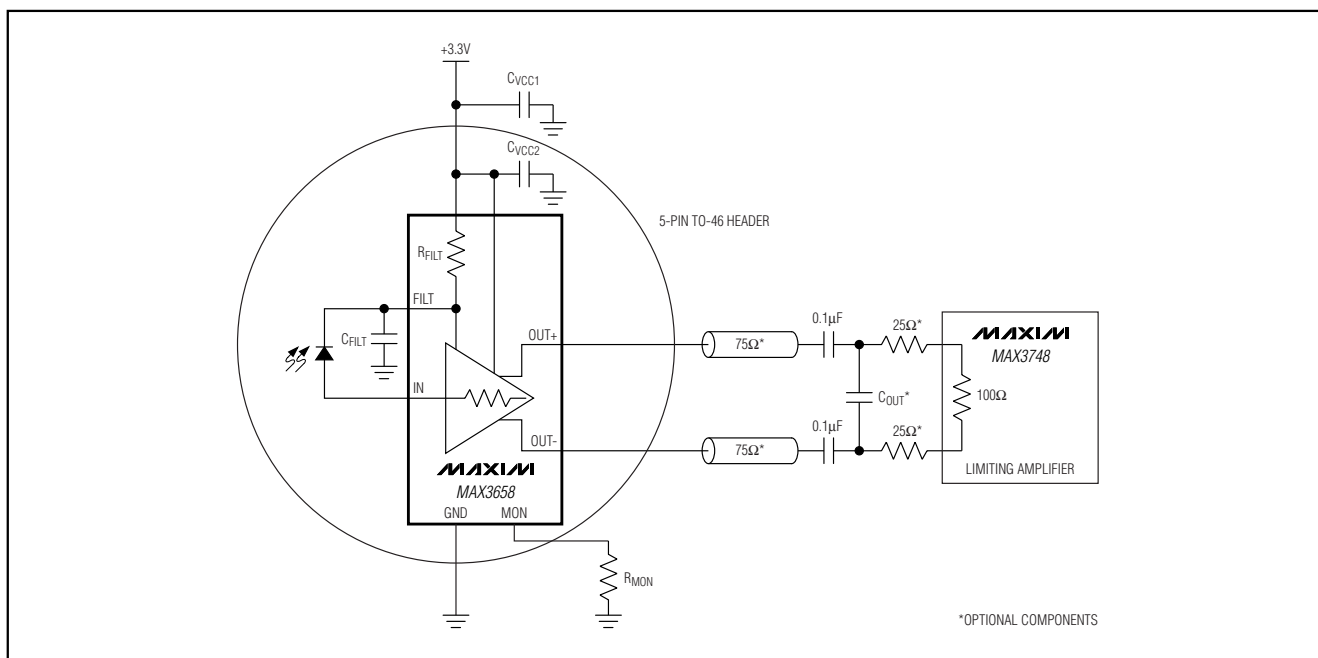 +3.3V
CVCC1
CVCC2
5-PIN TO-46 HEADER
RFILT
FILT
CFILT
IN
OUT+
OUT-
MAXIM
MAX3658
GND MON
RMON
75Ω*
0.1µF
25Ω*
COUT*
75Ω*
0.1µF
25Ω*
MAXIM
MAX3748
100Ω
LIMITING AMPLIFIER
*OPTIONAL COMPONENTS